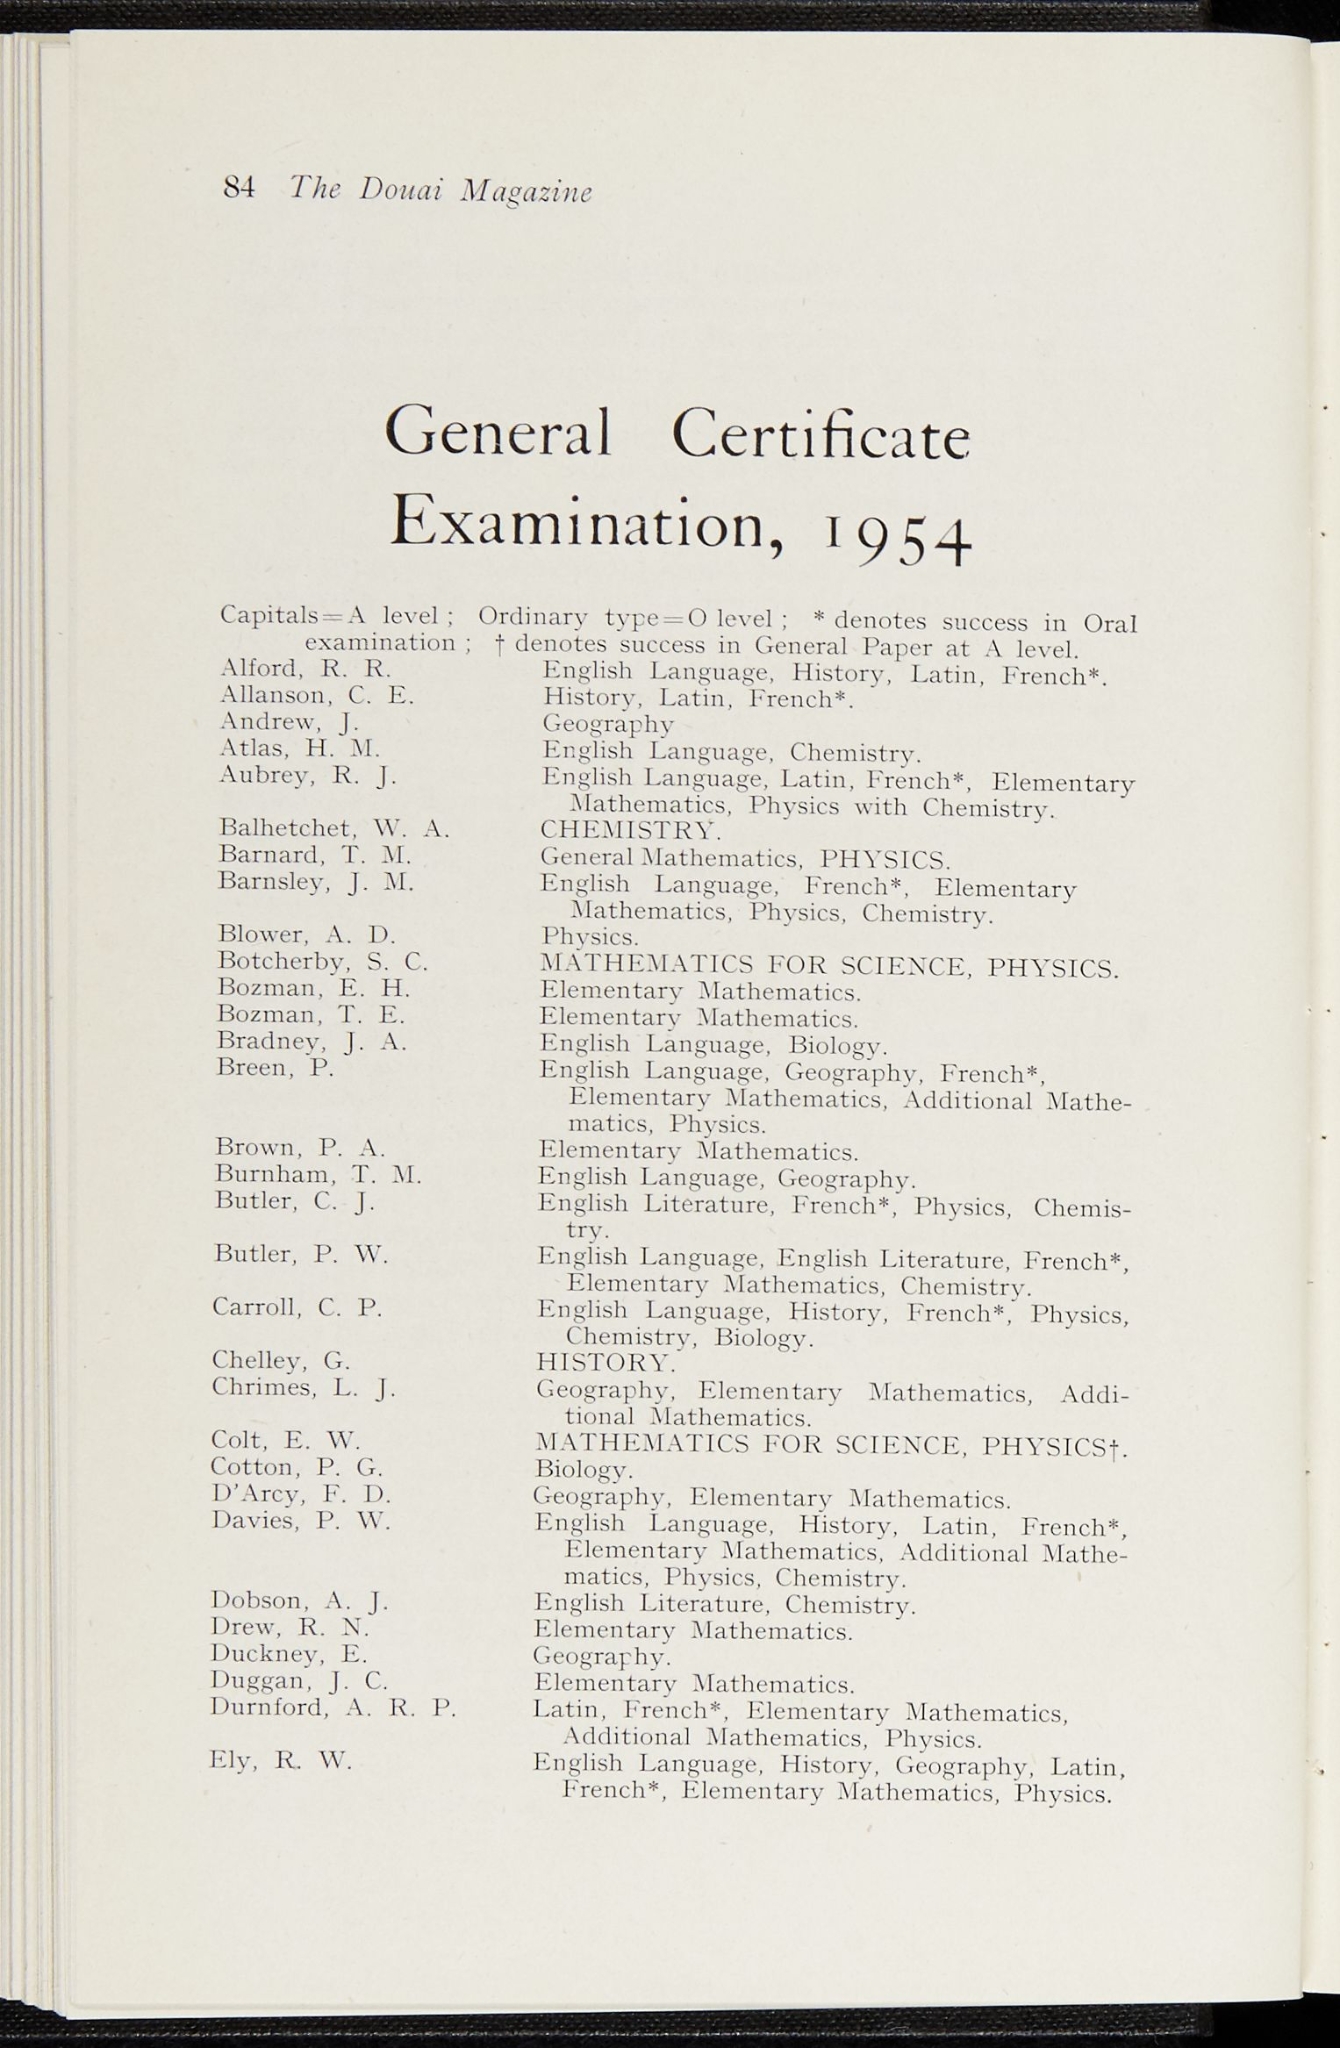 84 The Douai Magazine
General Certificate
Examination, 1954
Capitals=A level; Ordinary type=O level; * denotes success in Oral
examination; † denotes success in General Paper at A level.
Alford, R. R. English Language, History, Latin, French*.
Allanson, C. E. History, Latin, French*.
Andrew, J. Geography
Atlas, H. M. English Language, Chemistry.
Aubrey, R. J. English Language, Latin, French*, Elementary
Mathematics, Physics with Chemistry.
Balhetchet, W. A. CHEMISTRY.
Barnard, T. M. General Mathematics, PHYSICS.
Barnsley, J. M. English Language, French*, Elementary
Mathematics, Physics, Chemistry.
Blower, A. D. Physics.
Botcherby, S. C. MATHEMATICS FOR SCIENCE, PHYSICS.
Bozman, E. H. Elementary Mathematics.
Bozman, T. E. Elementary Mathematics.
Bradney, J. A. English Language, Biology.
Breen, P. English Language, Geography, French*,
Elementary Mathematics, Additional Mathe-
matics, Physics.
Brown, P. A. Elementary Mathematics.
Burnham, T. M. English Language, Geography.
Butler, C. J. English Literature, French*, Physics, Chemis-
try.
Butler, P. W. English Language, English Literature, French*,
Elementary Mathematics, Chemistry.
Carroll, C. P. English Language, History, French*, Physics,
Chemistry, Biology.
Chelley, G. HISTORY.
Chrimes, L. J. Geography, Elementary Mathematics, Addi-
tional Mathematics.
Colt, E. W. MATHEMATICS FOR SCIENCE, PHYSICS†.
Cotton, P. G. Biology.
D'Arcy, F. D. Geography, Elementary Mathematics.
Davies, P. W. English Language, History, Latin, French*,
Elementary Mathematics, Additional Mathe-
matics, Physics, Chemistry.
Dobson, A. J. English Literature, Chemistry.
Drew, R. N. Elementary Mathematics.
Duckney, E. Geography.
Duggan, J. C. Elementary Mathematics.
Durnford, A. R. P. Latin, French*, Elementary Mathematics,
Additional Mathematics, Physics.
Ely, R. W. English Language, History, Geography, Latin,
French*, Elementary Mathematics, Physics.